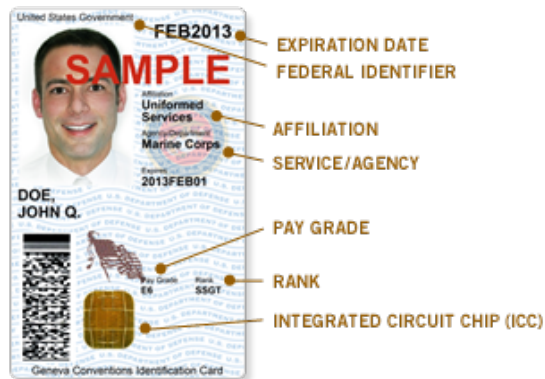 United States Government
FEB2013
EXPIRATION DATE
FEDERAL IDENTIFIER
SAMPLE
Affiliation
Uniformed
Services
AFFILIATION
Agency/Department
Marine Corps
SERVICE/AGENCY
Expires
2013FEB01
DOE,
JOHN Q.
PAY GRADE
Pay Grade Rank
E6 SSGT
RANK
INTEGRATED CIRCUIT CHIP (ICC)
Geneva Conventions Identification Card